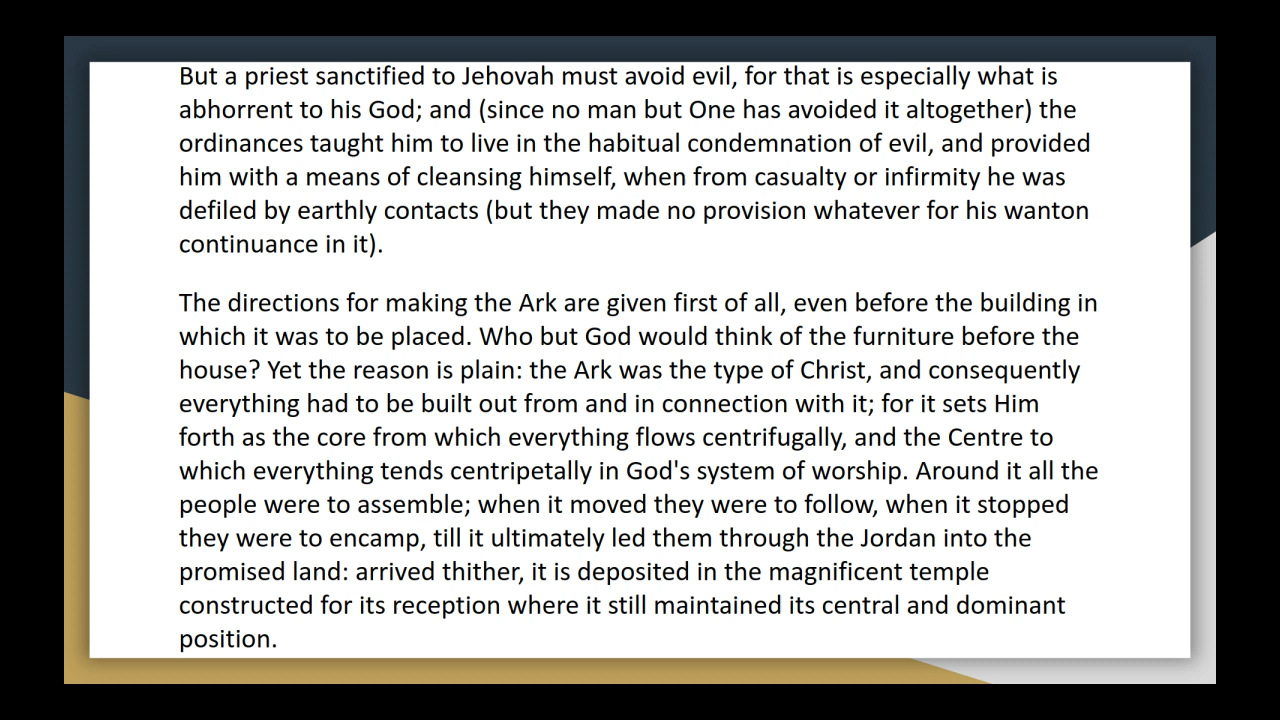 But a priest sanctified to Jehovah must avoid evil, for that is especially what is
abhorrent to his God; and (since no man but One has avoided it altogether) the
ordinances taught him to live in the habitual condemnation of evil, and provided
him with a means of cleansing himself, when from casualty or infirmity he was
defiled by earthly contacts (but they made no provision whatever for his wanton
continuance in it).
The directions for making the Ark are given first of all, even before the building in
which it was to be placed. Who but God would think of the furniture before the
house? Yet the reason is plain: the Ark was the type of Christ, and consequently
everything had to be built out from and in connection with it; for it sets Him
forth as the core from which everything flows centrifugally, and the Centre to
which everything tends centripetally in God's system of worship. Around it all the
people were to assemble; when it moved they were to follow, when it stopped
they were to encamp, till it ultimately led them through the Jordan into the
promised land: arrived thither, it is deposited in the magnificent temple
constructed for its reception where it still maintained its central and dominant
position.